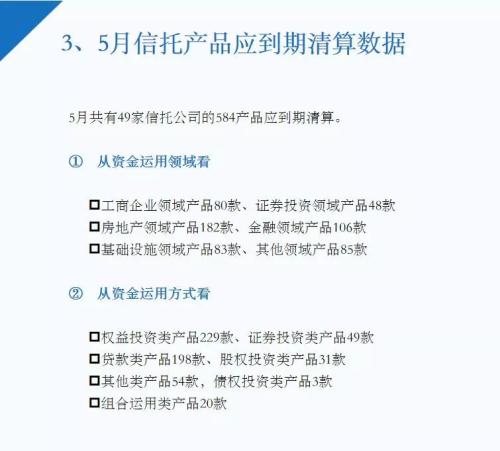 3、5月信托产品应到期清算数据
5月共有49家信托公司的584产品应到期清算。
① 从资金运用领域看
工商企业领域产品80款、证券投资领域产品48款
房地产领域产品182款、金融领域产品106款
基础设施领域产品83款、其他领域产品85款
② 从资金运用方式看
权益投资类产品229款、证券投资类产品49款
贷款类产品198款、股权投资类产品31款
其他类产品54款，债权投资类产品3款
组合运用类产品20款